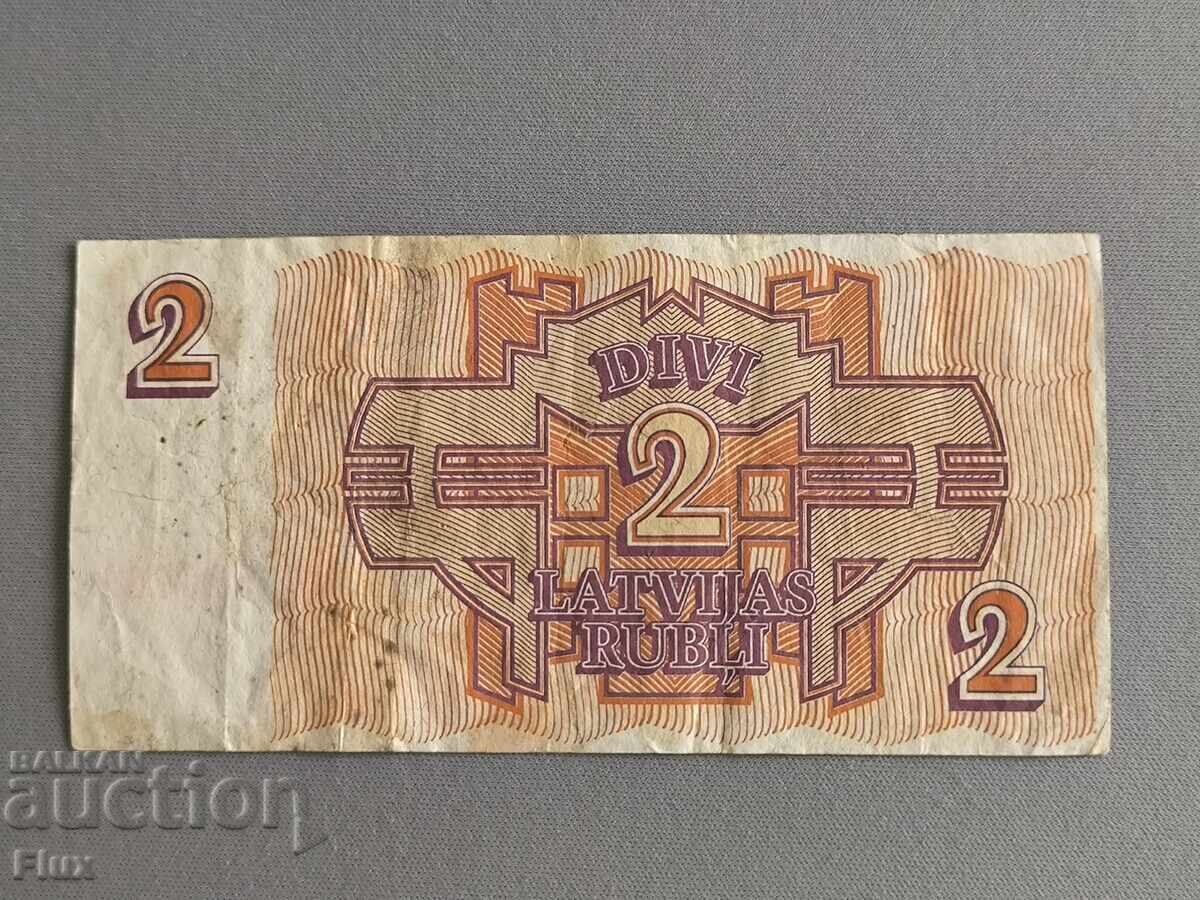 2
DIVI
2
LATVIJAS
RUBĻI
2
BALKAN
auction
Flux